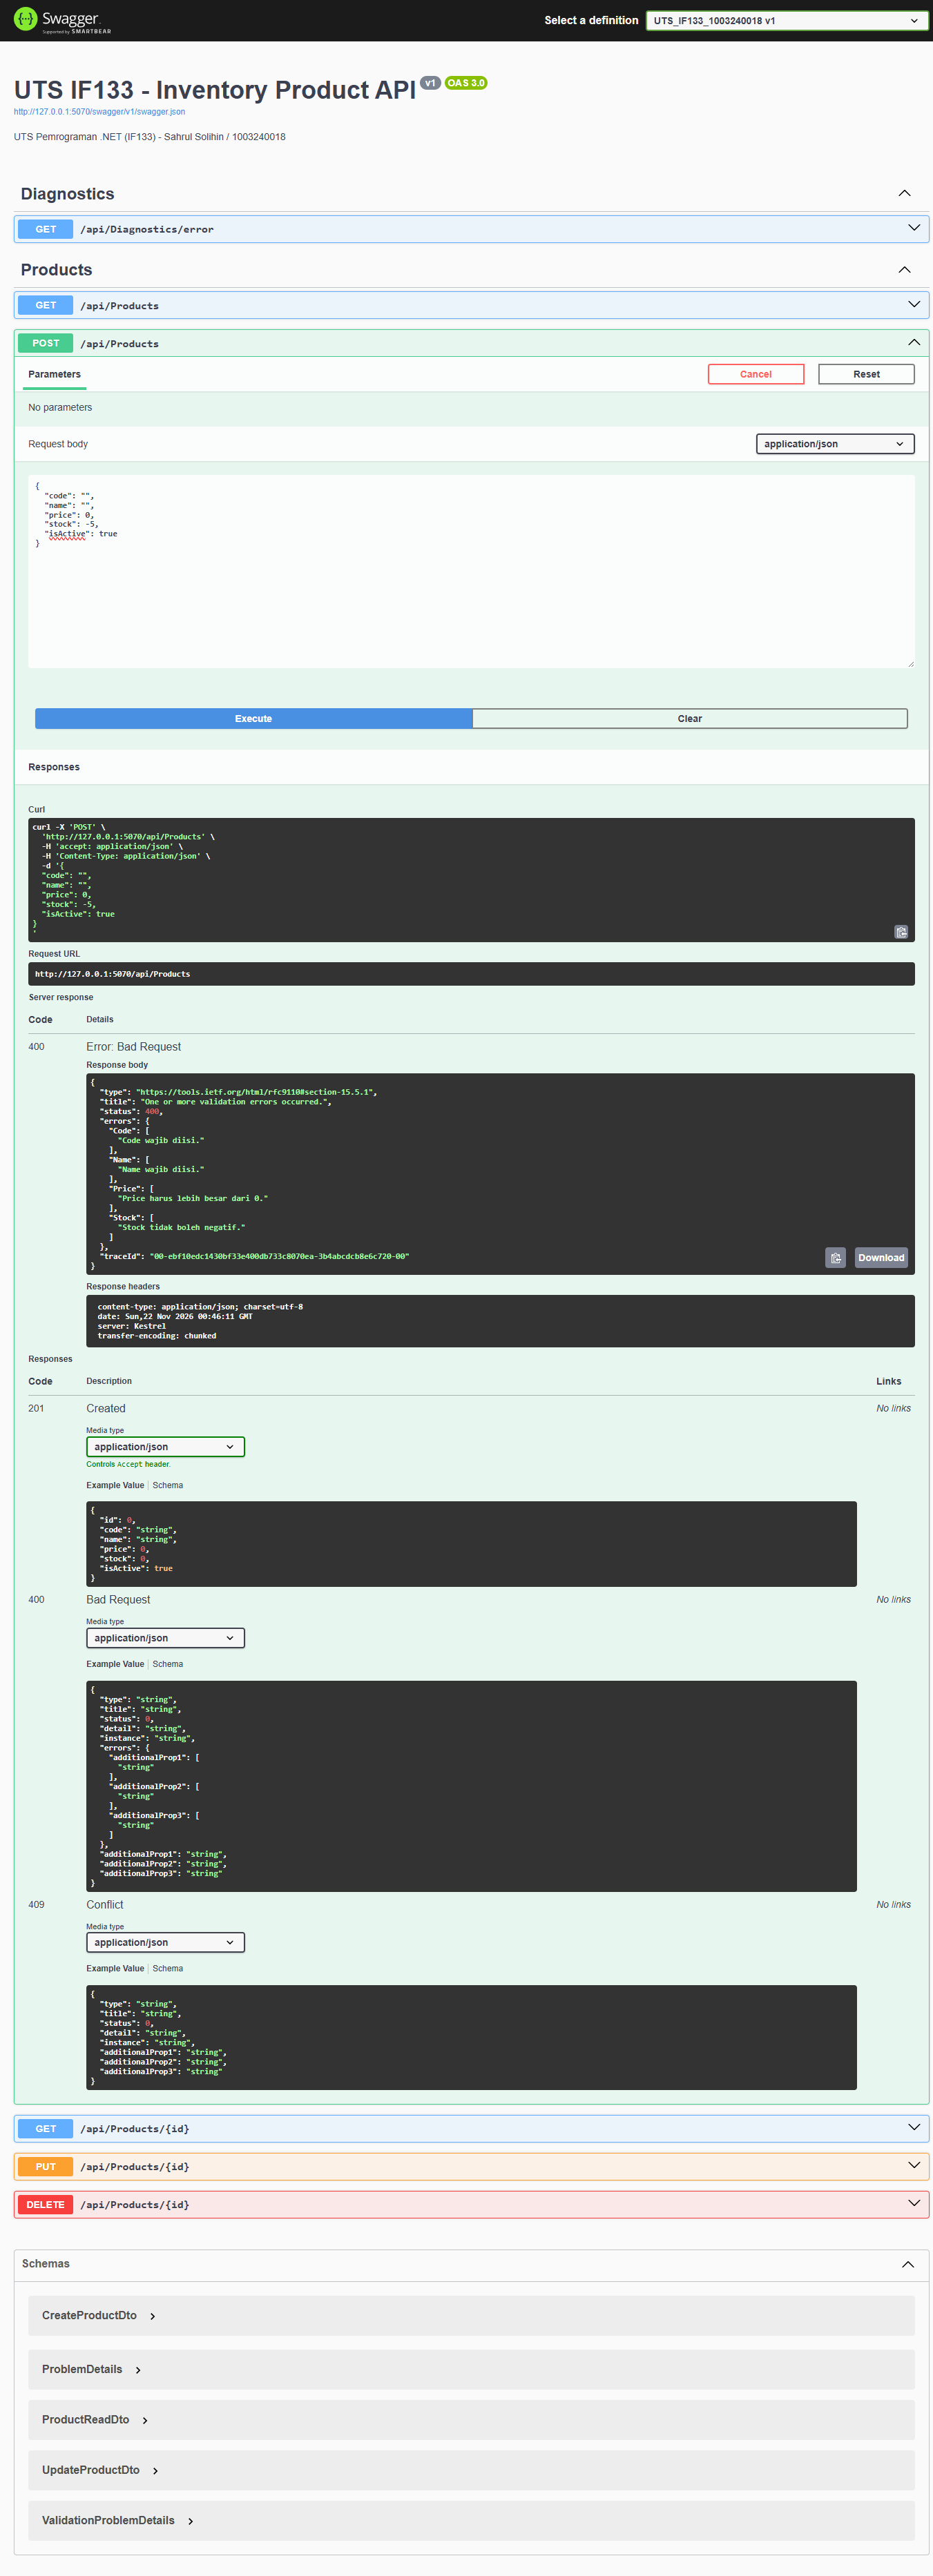 Swagger.
Supported by SMARTBEAR
Select a definition
UTS_IF133_1003240018 v1
UTS IF133 - Inventory Product API
v1
OAS 3.0
http://127.0.0.1:5070/swagger/v1/swagger.json
UTS Pemrograman .NET (IF133) - Sahrul Solihin / 1003240018
Diagnostics
GET /api/Diagnostics/error
Products
GET /api/Products
POST /api/Products
Parameters
Cancel
Reset
No parameters
Request body
application/json
{
  "code": "",
  "name": "",
  "price": 0,
  "stock": -5,
  "isActive": true
}
Execute
Clear
Responses
Curl
curl -X 'POST' \
  'http://127.0.0.1:5070/api/Products' \
  -H 'accept: application/json' \
  -H 'Content-Type: application/json' \
  -d '{
  "code": "",
  "name": "",
  "price": 0,
  "stock": -5,
  "isActive": true
}
'
Request URL
http://127.0.0.1:5070/api/Products
Server response
Code Details
400 Error: Bad Request
Response body
{
  "type": "https://tools.ietf.org/html/rfc9110#section-15.5.1",
  "title": "One or more validation errors occurred.",
  "status": 400,
  "errors": {
    "Code": [
      "Code wajib diisi."
    ],
    "Name": [
      "Name wajib diisi."
    ],
    "Price": [
      "Price harus lebih besar dari 0."
    ],
    "Stock": [
      "Stock tidak boleh negatif."
    ]
  },
  "traceId": "00-ebf10edc1430bf33e400db733c8070ea-3b4abcdcb8e6c720-00"
}
Download
Response headers
content-type: application/json; charset=utf-8
date: Sun,22 Nov 2026 00:46:11 GMT
server: Kestrel
transfer-encoding: chunked
Responses
Code Description Links
201 Created No links
Media type
application/json
Controls Accept header.
Example Value Schema
{
  "id": 0,
  "code": "string",
  "name": "string",
  "price": 0,
  "stock": 0,
  "isActive": true
}
400 Bad Request No links
Media type
application/json
Example Value Schema
{
  "type": "string",
  "title": "string",
  "status": 0,
  "detail": "string",
  "instance": "string",
  "errors": {
    "additionalProp1": [
      "string"
    ],
    "additionalProp2": [
      "string"
    ],
    "additionalProp3": [
      "string"
    ]
  },
  "additionalProp1": "string",
  "additionalProp2": "string",
  "additionalProp3": "string"
}
409 Conflict No links
Media type
application/json
Example Value Schema
{
  "type": "string",
  "title": "string",
  "status": 0,
  "detail": "string",
  "instance": "string",
  "additionalProp1": "string",
  "additionalProp2": "string",
  "additionalProp3": "string"
}
GET /api/Products/{id}
PUT /api/Products/{id}
DELETE /api/Products/{id}
Schemas
CreateProductDto
ProblemDetails
ProductReadDto
UpdateProductDto
ValidationProblemDetails